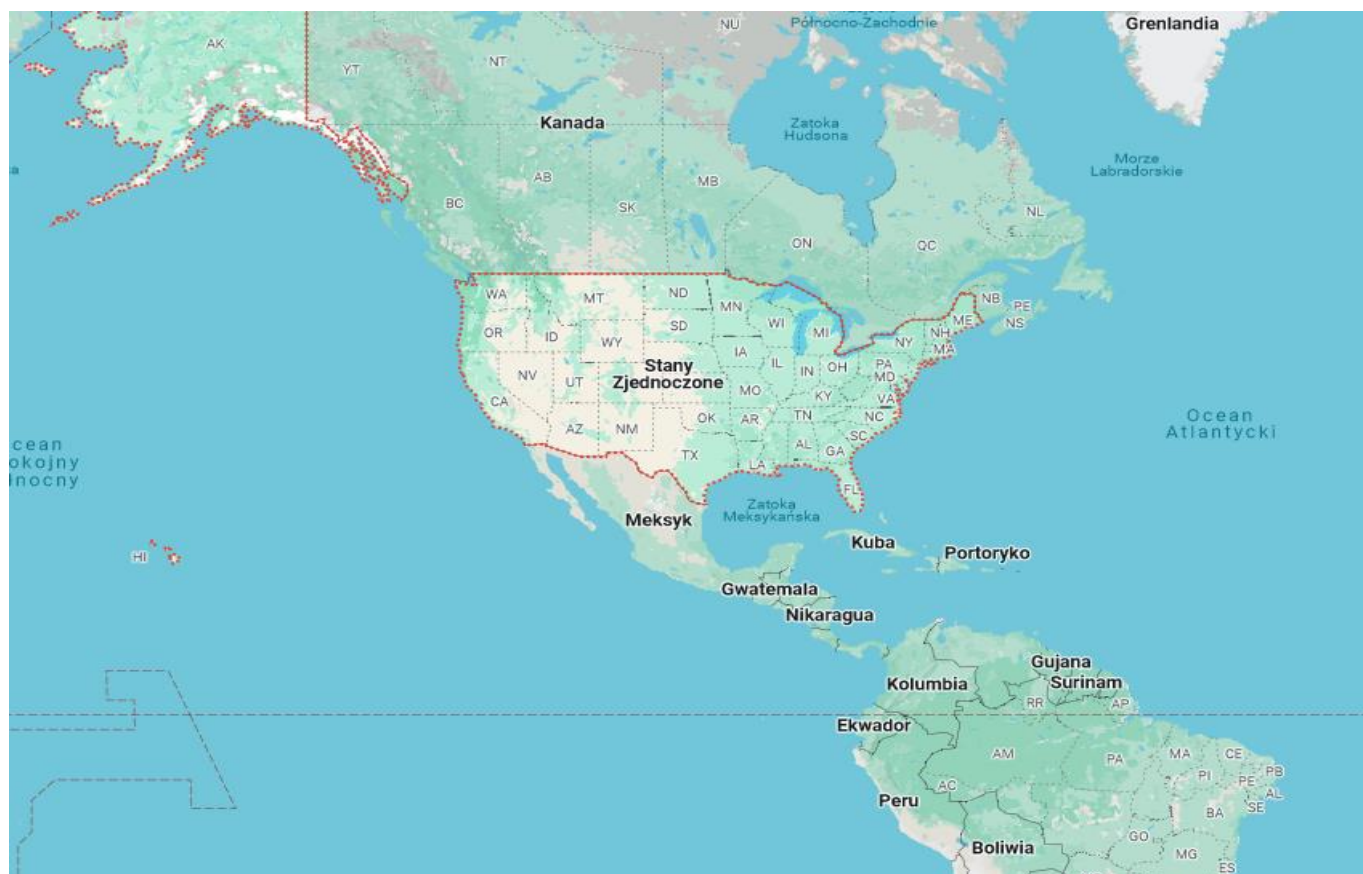 Północno-Zachodnie
Grenlandia
AK
NU
NT
YT
Kanada
Zatoka
Hudsona
Morze
Labradorskie
AB
MB
BC
SK
NL
ON
QC
WA
MT
ND
MN
NB
PE
OR
ID
SD
WI
MI
ME
NS
NH
WY
IA
NY
MA
Stany
Zjednoczone
NV
UT
IL
IN
OH
PA
MD
CA
MO
KY
VA
AZ
NM
OK
AR
TN
NC
SC
TX
AL
GA
LA
FL
Ocean
Atlantycki
cean
okojny
łnocny
Zatoka
Meksykańska
Meksyk
Kuba
Portoryko
HI
Gwatemala
Nikaragua
Gujana
Surinam
Kolumbia
RR
AP
Ekwador
AM
PA
MA
CE
AC
PI
PE
PB
AL
SE
Peru
BA
GO
MG
Boliwia
ES